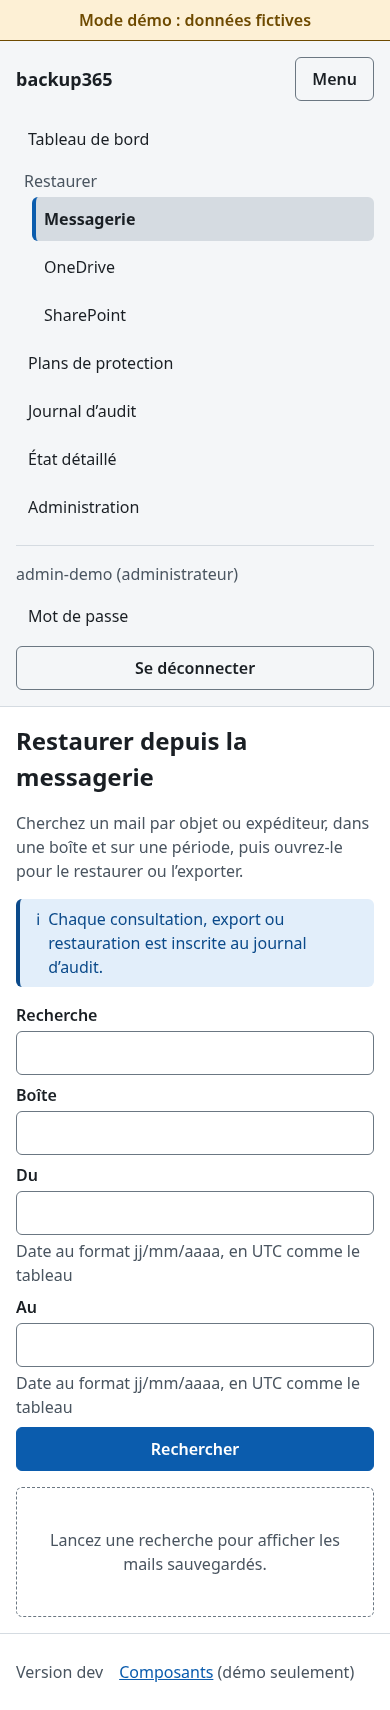 Mode démo : données fictives
backup365
Menu
Tableau de bord
Restaurer
Messagerie
OneDrive
SharePoint
Plans de protection
Journal d’audit
État détaillé
Administration
admin-demo (administrateur)
Mot de passe
Se déconnecter
Restaurer depuis la
messagerie
Cherchez un mail par objet ou expéditeur, dans
une boîte et sur une période, puis ouvrez-le
pour le restaurer ou l’exporter.
i Chaque consultation, export ou
restauration est inscrite au journal
d’audit.
Recherche
Boîte
Du
Date au format jj/mm/aaaa, en UTC comme le
tableau
Au
Date au format jj/mm/aaaa, en UTC comme le
tableau
Rechercher
Lancez une recherche pour afficher les
mails sauvegardés.
Version dev Composants (démo seulement)